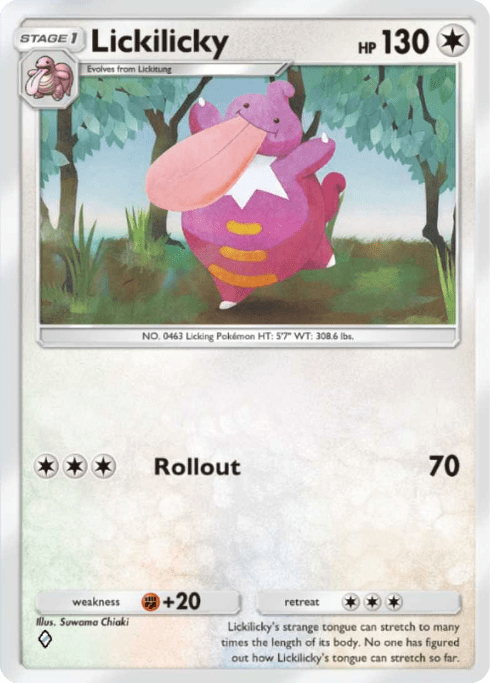 STAGE 1 Lickilicky HP 130
Evolves from Lickitung
NO. 0463 Licking Pokémon HT: 5'7" WT: 308.6 lbs.
Rollout 70
weakness +20 retreat
Illus. Suwama Chiaki
Lickilicky's strange tongue can stretch to many
times the length of its body. No one has figured
out how Lickilicky's tongue can stretch so far.